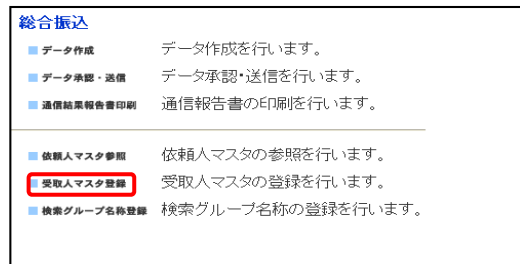 総合振込
データ作成 データ作成を行います。
データ承認・送信 データ承認・送信を行います。
通信結果報告書印刷 通信報告書の印刷を行います。
依頼人マスタ参照 依頼人マスタの参照を行います。
受取人マスタ登録 受取人マスタの登録を行います。
検索グループ名称登録 検索グループ名称の登録を行います。